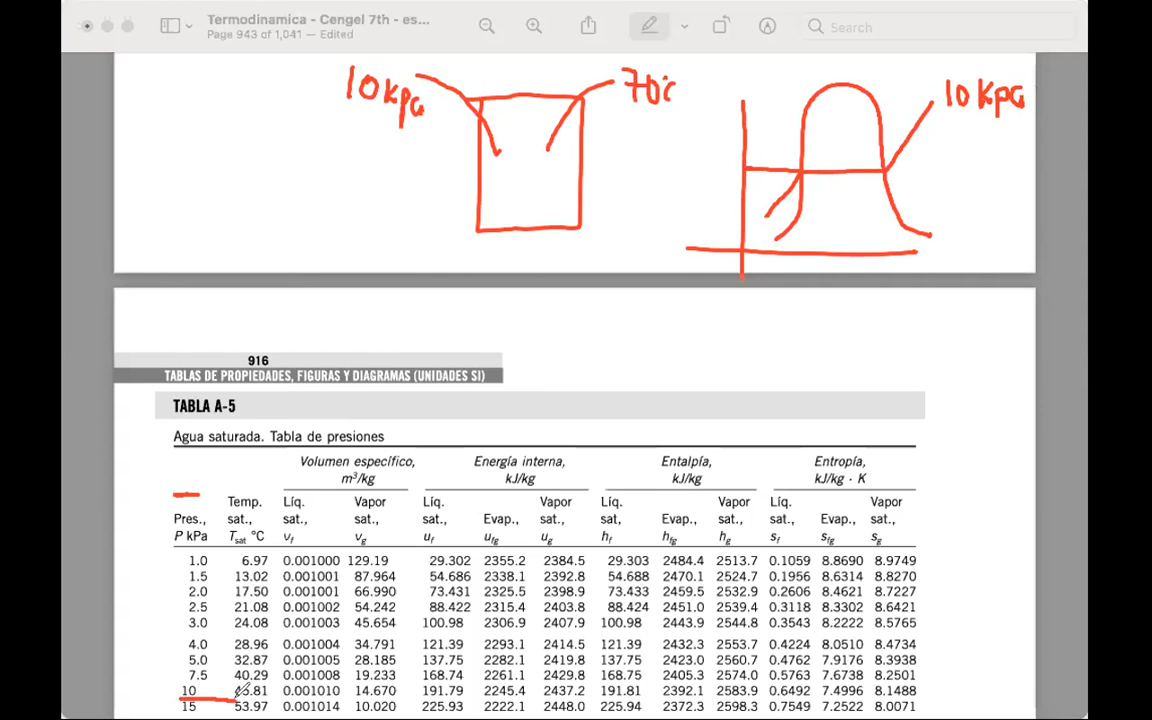 Termodinamica - Cengel 7th - es...
Page 943 of 1,041 — Edited
Search
10 kpa
70°C
10 kpa
916
TABLAS DE PROPIEDADES, FIGURAS Y DIAGRAMAS (UNIDADES SI)
TABLA A-5
Agua saturada. Tabla de presiones
Volumen específico, Energía interna, Entalpía, Entropía,
m³/kg kJ/kg kJ/kg kJ/kg · K
Temp. Líq. Vapor Líq. Vapor Líq. Vapor Líq. Vapor
Pres., sat., sat., sat., sat., Evap., sat., sat, Evap., sat., sat., Evap., sat.,
P kPa Tsat °C vf vg uf ufg ug hf hfg hg sf sfg sg
1.0 6.97 0.001000 129.19 29.302 2355.2 2384.5 29.303 2484.4 2513.7 0.1059 8.8690 8.9749
1.5 13.02 0.001001 87.964 54.686 2338.1 2392.8 54.688 2470.1 2524.7 0.1956 8.6314 8.8270
2.0 17.50 0.001001 66.990 73.431 2325.5 2398.9 73.433 2459.5 2532.9 0.2606 8.4621 8.7227
2.5 21.08 0.001002 54.242 88.422 2315.4 2403.8 88.424 2451.0 2539.4 0.3118 8.3302 8.6421
3.0 24.08 0.001003 45.654 100.98 2306.9 2407.9 100.98 2443.9 2544.8 0.3543 8.2222 8.5765
4.0 28.96 0.001004 34.791 121.39 2293.1 2414.5 121.39 2432.3 2553.7 0.4224 8.0510 8.4734
5.0 32.87 0.001005 28.185 137.75 2282.1 2419.8 137.75 2423.0 2560.7 0.4762 7.9176 8.3938
7.5 40.29 0.001008 19.233 168.74 2261.1 2429.8 168.75 2405.3 2574.0 0.5763 7.6738 8.2501
10 0.001010 14.670 191.79 2245.4 2437.2 191.81 2392.1 2583.9 0.6492 7.4996 8.1488
15 53.97 0.001014 10.020 225.93 2222.1 2448.0 225.94 2372.3 2598.3 0.7549 7.2522 8.0071